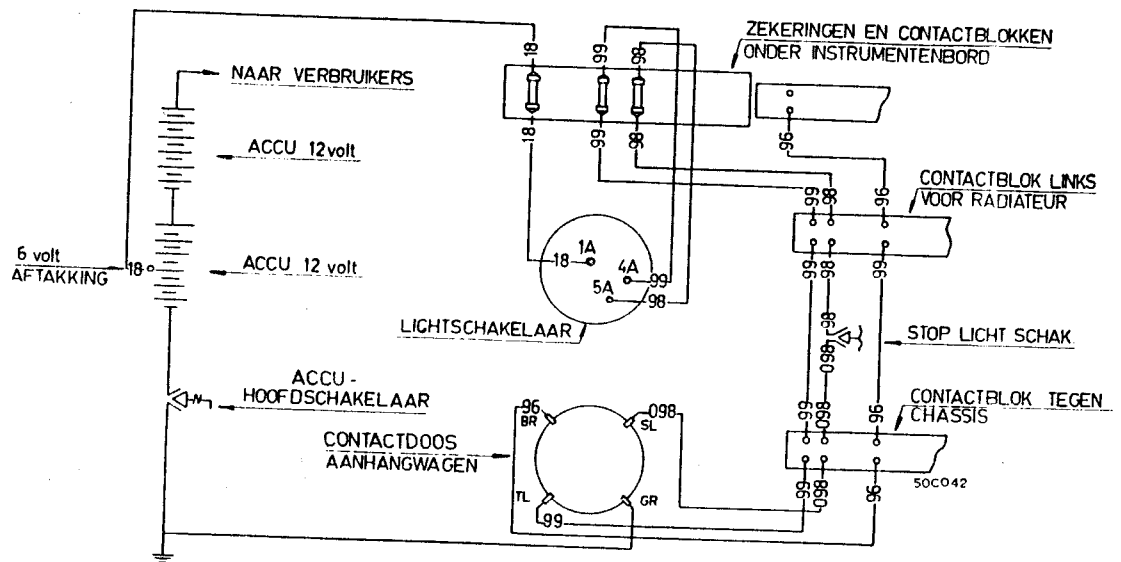 ZEKERINGEN EN CONTACTBLOKKEN
ONDER INSTRUMENTENBORD
18
99
98
NAAR VERBRUIKERS
18
99
98
96
ACCU 12volt
CONTACTBLOK LINKS
VOOR RADIATEUR
99
98
96
6 volt
AFTAKKING
18
ACCU 12 volt
18
1A
4A
99
5A
98
99
98
99
LICHTSCHAKELAAR
98
STOP LICHT SCHAK.
098
ACCU-
HOOFDSCHAKELAAR
CONTACTBLOK TEGEN
CHASSIS
96
BR
098
SL
99
098
96
CONTACTDOOS
AANHANGWAGEN
50C042
TL
GR
99
99
098
96